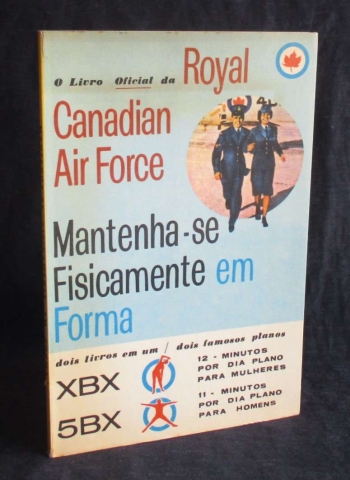 O Livro Oficial da Royal
Canadian
Air Force
Mantenha-se
Fisicamente em
Forma
dois livros em um / dois famosos planos
XBX
12 - MINUTOS
POR DIA PLANO
PARA MULHERES
5BX
11 - MINUTOS
POR DIA PLANO
PARA HOMENS